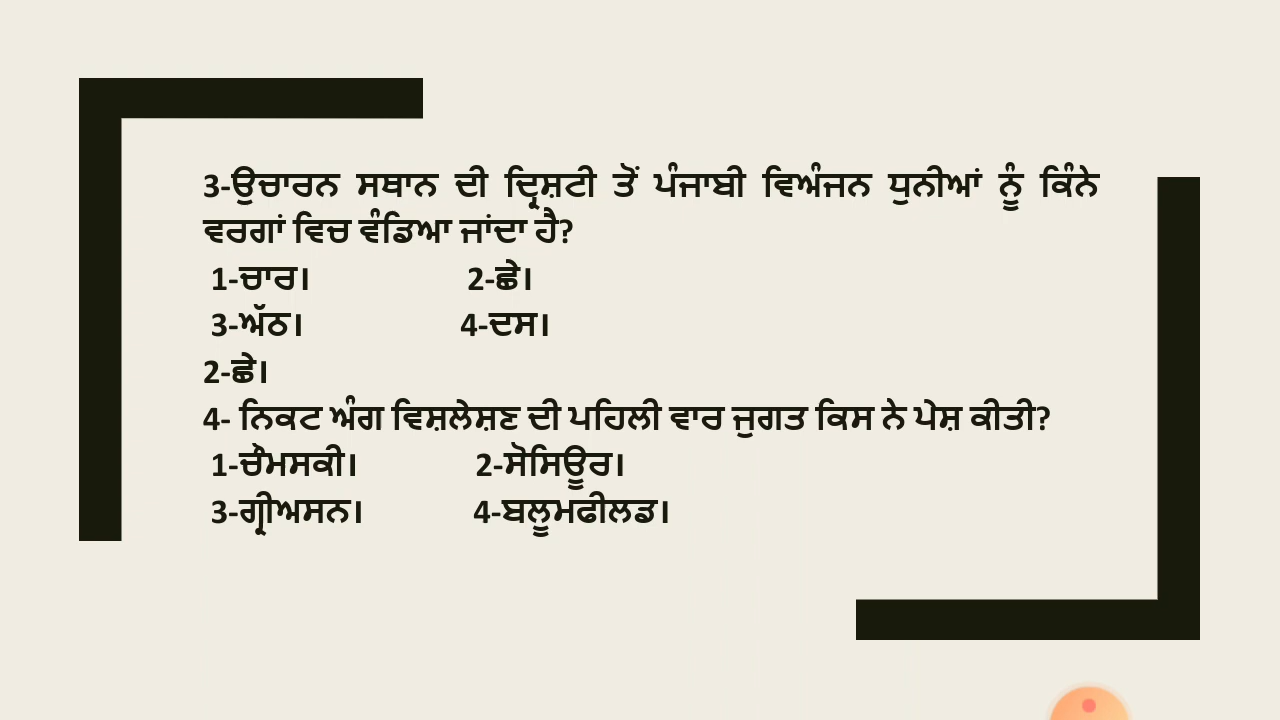 3-ਉਚਾਰਨ ਸਥਾਨ ਦੀ ਦ੍ਰਿਸ਼ਟੀ ਤੋਂ ਪੰਜਾਬੀ ਵਿਅੰਜਨ ਧੁਨੀਆਂ ਨੂੰ ਕਿੰਨੇ
ਵਰਗਾਂ ਵਿਚ ਵੰਡਿਆ ਜਾਂਦਾ ਹੈ?
1-ਚਾਰ। 2-ਛੇ।
3-ਅੱਠ। 4-ਦਸ।
2-ਛੇ।
4- ਨਿਕਟ ਅੰਗ ਵਿਸ਼ਲੇਸ਼ਣ ਦੀ ਪਹਿਲੀ ਵਾਰ ਜੁਗਤ ਕਿਸ ਨੇ ਪੇਸ਼ ਕੀਤੀ?
1-ਚੌਮਸਕੀ। 2-ਸੋਸਿਊਰ।
3-ਗ੍ਰੀਅਸਨ। 4-ਬਲੂਮਫੀਲਡ।